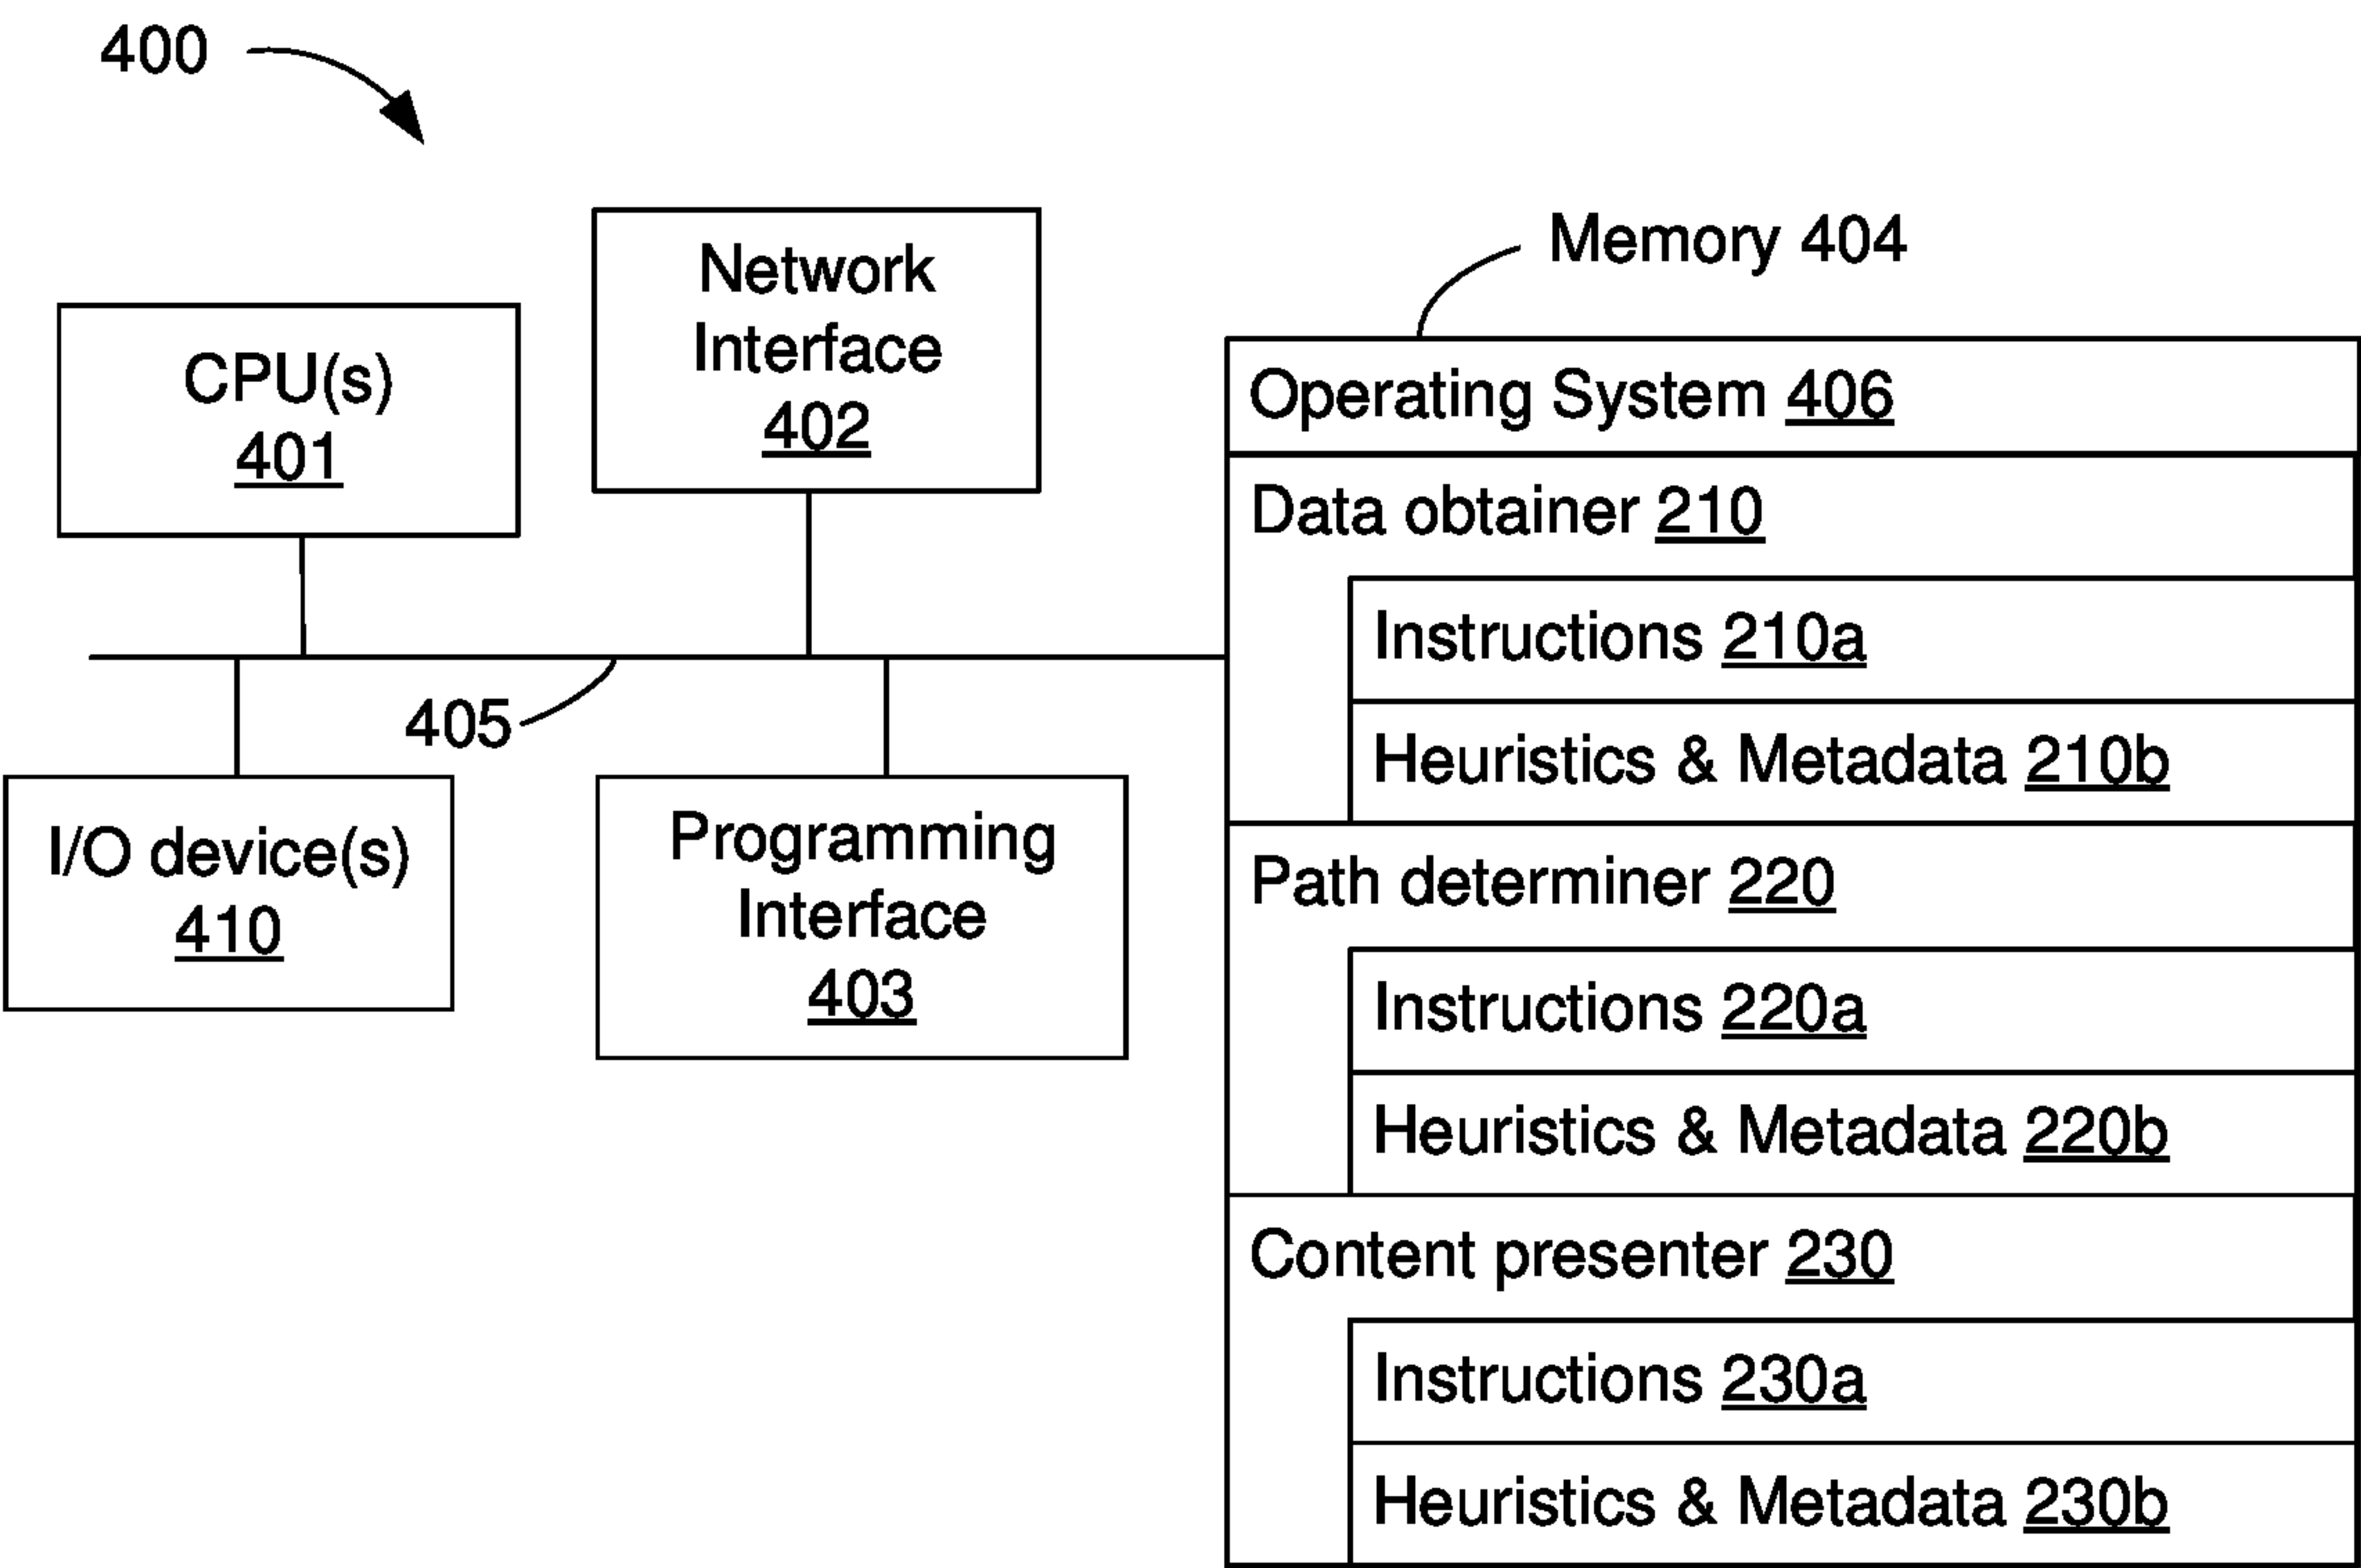 400
Network
Interface
402
Memory 404
CPU(s)
401
Operating System 406
Data obtainer 210
Instructions 210a
405
Heuristics & Metadata 210b
I/O device(s)
410
Programming
Interface
403
Path determiner 220
Instructions 220a
Heuristics & Metadata 220b
Content presenter 230
Instructions 230a
Heuristics & Metadata 230b